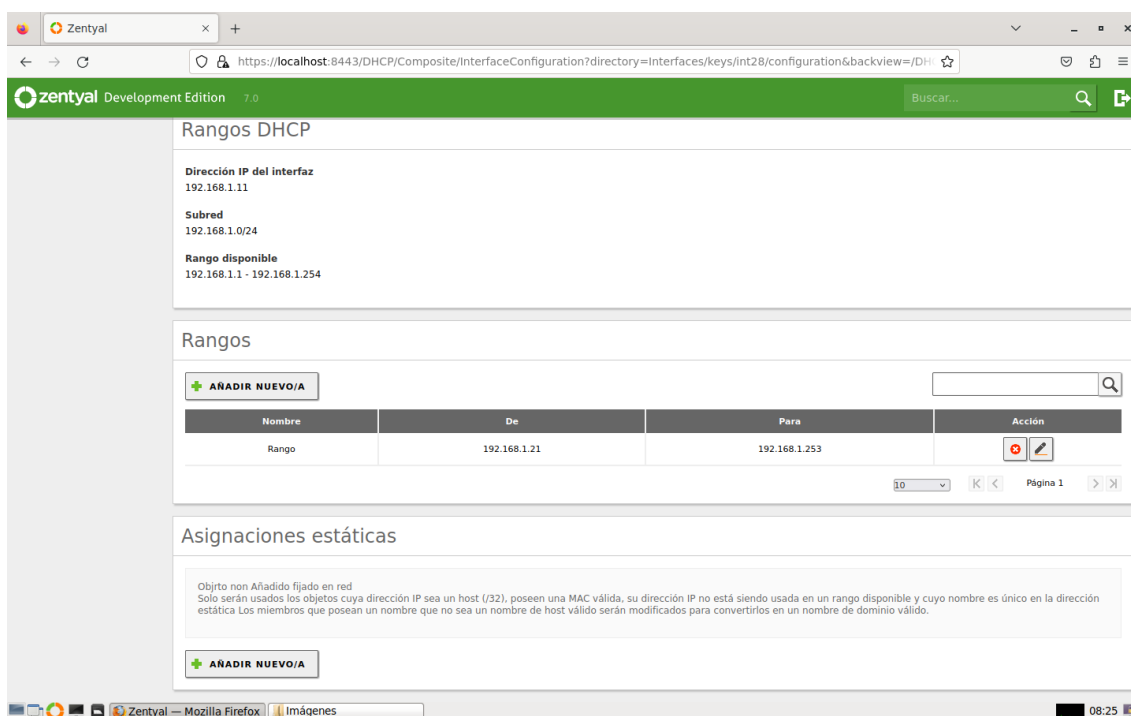 Zentyal
https://localhost:8443/DHCP/Composite/InterfaceConfiguration?directory=Interfaces/keys/int28/configuration&backview=/DH
zentyal Development Edition 7.0
Buscar...
Rangos DHCP
Dirección IP del interfaz
192.168.1.11
Subred
192.168.1.0/24
Rango disponible
192.168.1.1 - 192.168.1.254
Rangos
AÑADIR NUEVO/A
Nombre De Para Acción
Rango 192.168.1.21 192.168.1.253
10 Página 1
Asignaciones estáticas
Objrto non Añadido fijado en red
Solo serán usados los objetos cuya dirección IP sea un host (/32), poseen una MAC válida, su dirección IP no está siendo usada en un rango disponible y cuyo nombre es único en la dirección
estática Los miembros que posean un nombre que no sea un nombre de host válido serán modificados para convertirlos en un nombre de dominio válido.
AÑADIR NUEVO/A
Zentyal — Mozilla Firefox Imágenes 08:25